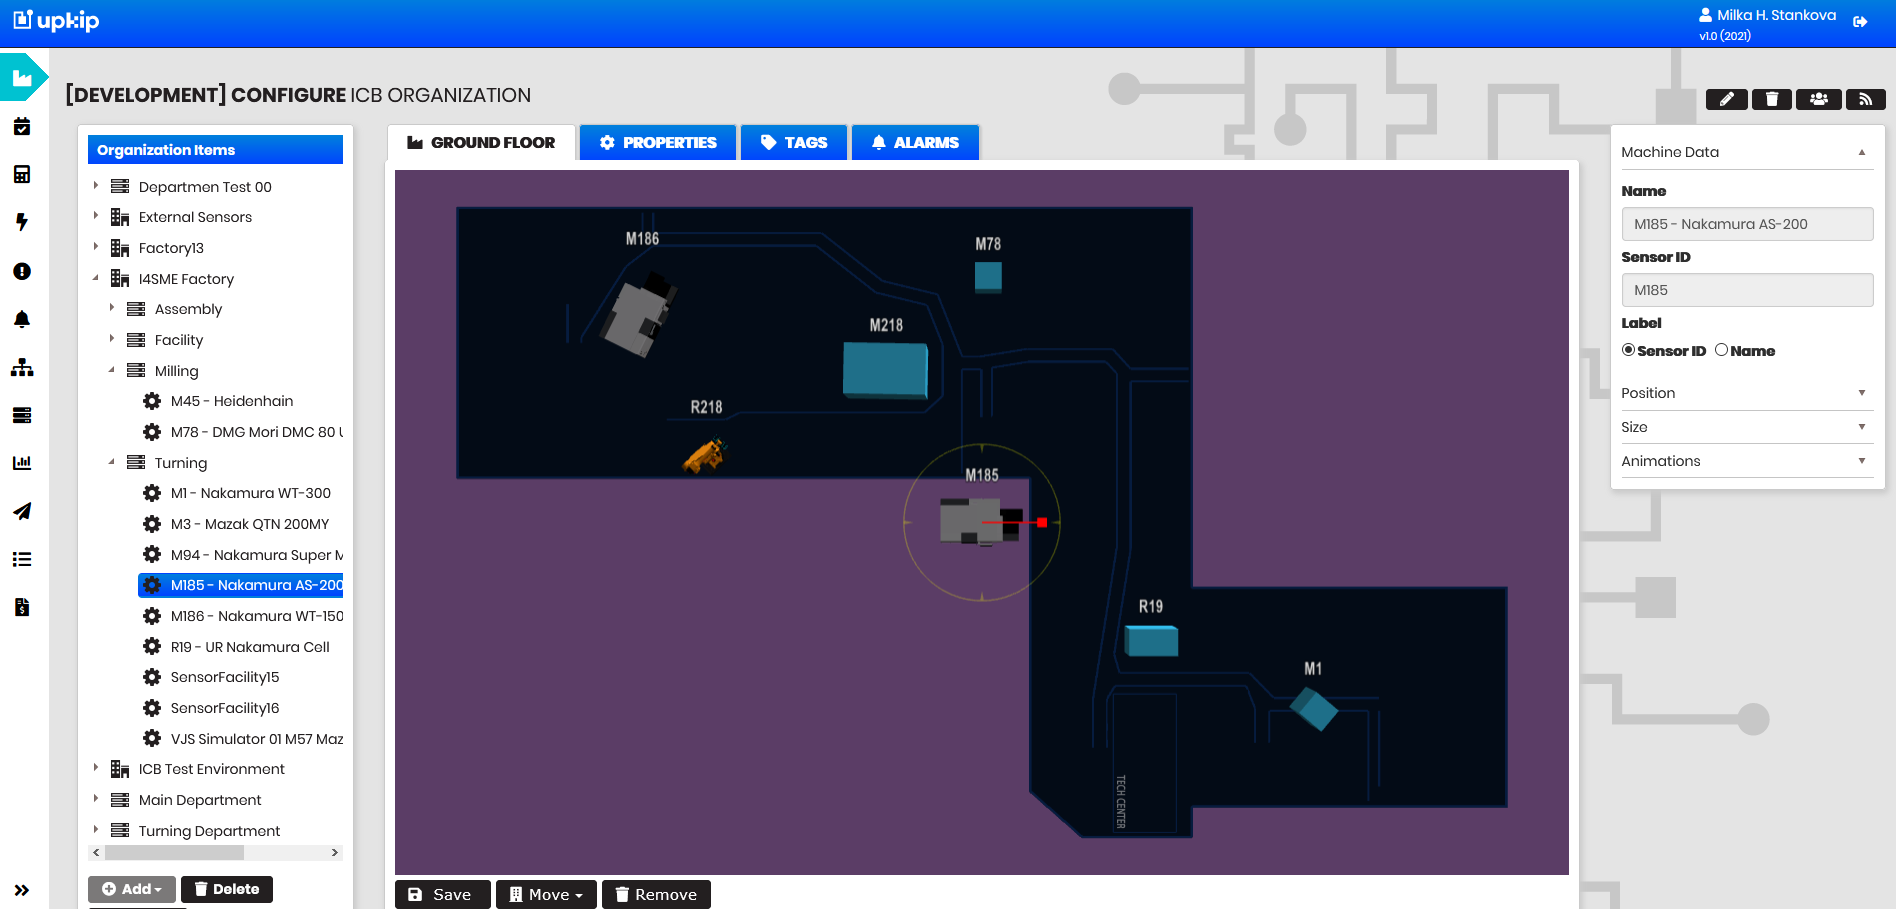 upkip
Milka H. Stankova
v1.0 (2021)
[DEVELOPMENT] CONFIGURE ICB ORGANIZATION
Organization Items
Departmen Test 00
External Sensors
Factory13
I4SME Factory
Assembly
Facility
Milling
M45 - Heidenhain
M78 - DMG Mori DMC 80 U
Turning
M1 - Nakamura WT-300
M3 - Mazak QTN 200MY
M94 - Nakamura Super M
M185 - Nakamura AS-200
M186 - Nakamura WT-150
R19 - UR Nakamura Cell
SensorFacility15
SensorFacility16
VJS Simulator 01 M57 Maz
ICB Test Environment
Main Department
Turning Department
Add
Delete
GROUND FLOOR
PROPERTIES
TAGS
ALARMS
M186
M78
M218
R218
M185
R19
M1
TECH CENTER
Save
Move
Remove
Machine Data
Name
M185 - Nakamura AS-200
Sensor ID
M185
Label
Sensor ID
Name
Position
Size
Animations